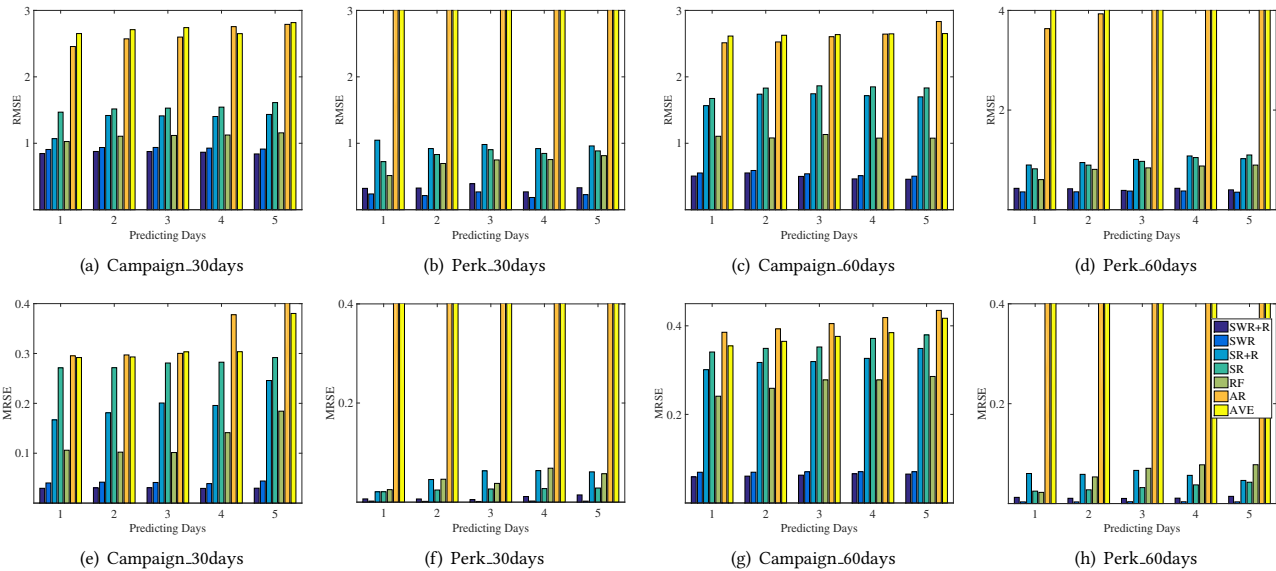 3
2
1
RMSE
1 2 3 4 5
Predicting Days
(a) Campaign_30days
3
2
1
RMSE
1 2 3 4 5
Predicting Days
(b) Perk_30days
3
2
1
RMSE
1 2 3 4 5
Predicting Days
(c) Campaign_60days
4
2
RMSE
1 2 3 4 5
Predicting Days
(d) Perk_60days
0.4
0.3
0.2
0.1
MRSE
1 2 3 4 5
Predicting Days
(e) Campaign_30days
0.4
0.2
MRSE
1 2 3 4 5
Predicting Days
(f) Perk_30days
0.4
0.2
MRSE
1 2 3 4 5
Predicting Days
(g) Campaign_60days
0.4
0.2
MRSE
SWR+R
SWR
SR+R
SR
RF
AR
AVE
1 2 3 4 5
Predicting Days
(h) Perk_60days